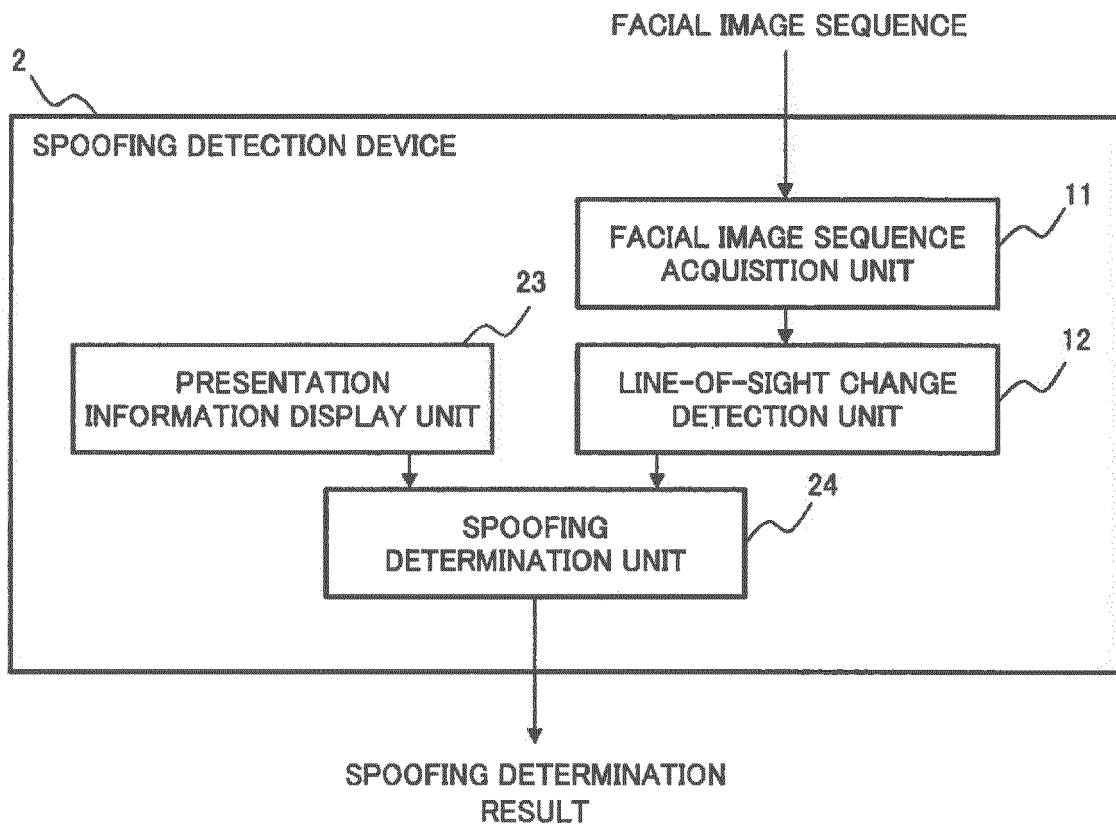 FACIAL IMAGE SEQUENCE
2
SPOOFING DETECTION DEVICE
11
FACIAL IMAGE SEQUENCE
ACQUISITION UNIT
23
12
PRESENTATION
INFORMATION DISPLAY UNIT
LINE-OF-SIGHT CHANGE
DETECTION UNIT
24
SPOOFING
DETERMINATION UNIT
SPOOFING DETERMINATION
RESULT